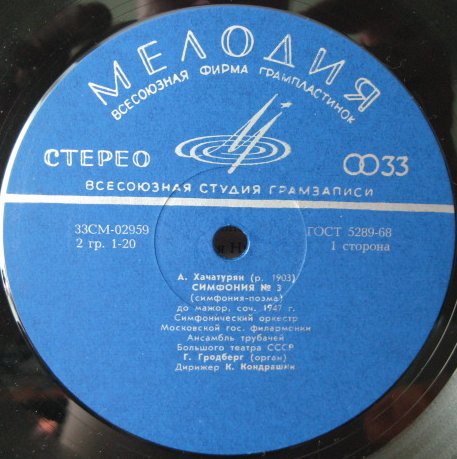 МЕЛОДИЯ
ВСЕСОЮЗНАЯ ФИРМА ГРАМПЛАСТИНОК
СТЕРЕО
33
ВСЕСОЮЗНАЯ СТУДИЯ ГРАМЗАПИСИ
33СМ-02959
2 гр. 1-20
ГОСТ 5289-68
1 сторона
А. Хачатурян (р. 1903)
СИМФОНИЯ № 3
(симфония-поэма)
до мажор, соч. 1947 г.
Симфонический оркестр
Московской гос. филармонии
Ансамбль трубачей
Большого театра СССР
Г. Гродберг (орган)
Дирижер К. Кондрашин